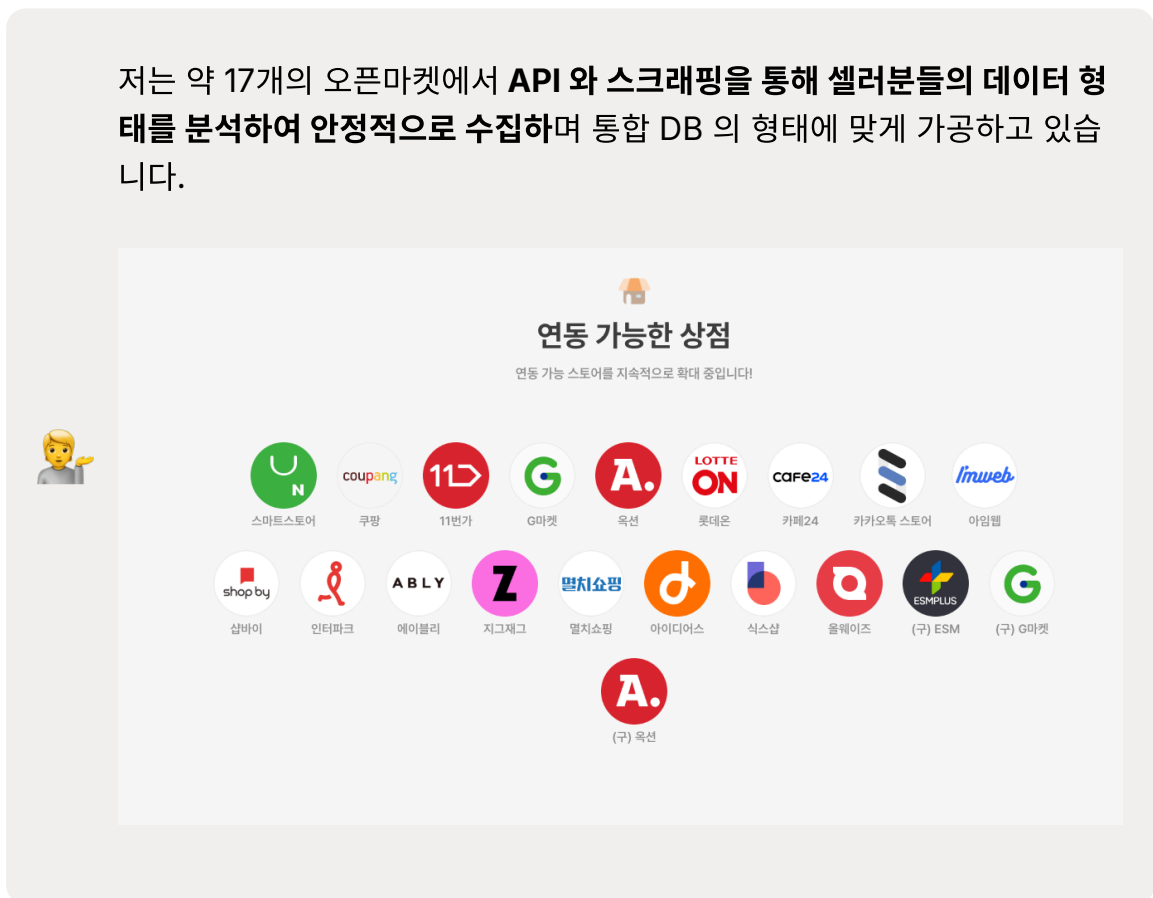 저는 약 17개의 오픈마켓에서 API 와 스크래핑을 통해 셀러분들의 데이터 형
태를 분석하여 안정적으로 수집하며 통합 DB 의 형태에 맞게 가공하고 있습
니다.
연동 가능한 상점
연동 가능 스토어를 지속적으로 확대 중입니다!
N coupang 11 G A. LOTTE ON CAFE24 I'mweb
스마트스토어 쿠팡 11번가 G마켓 옥션 롯데온 카페24 카카오톡 스토어 아임웹
shop by ABLY Z 멸치쇼핑 d ESMPLUS G
샵바이 인터파크 에이블리 지그재그 멸치쇼핑 아이디어스 식스샵 올웨이즈 (구) ESM (구) G마켓
A.
(구) 옥션